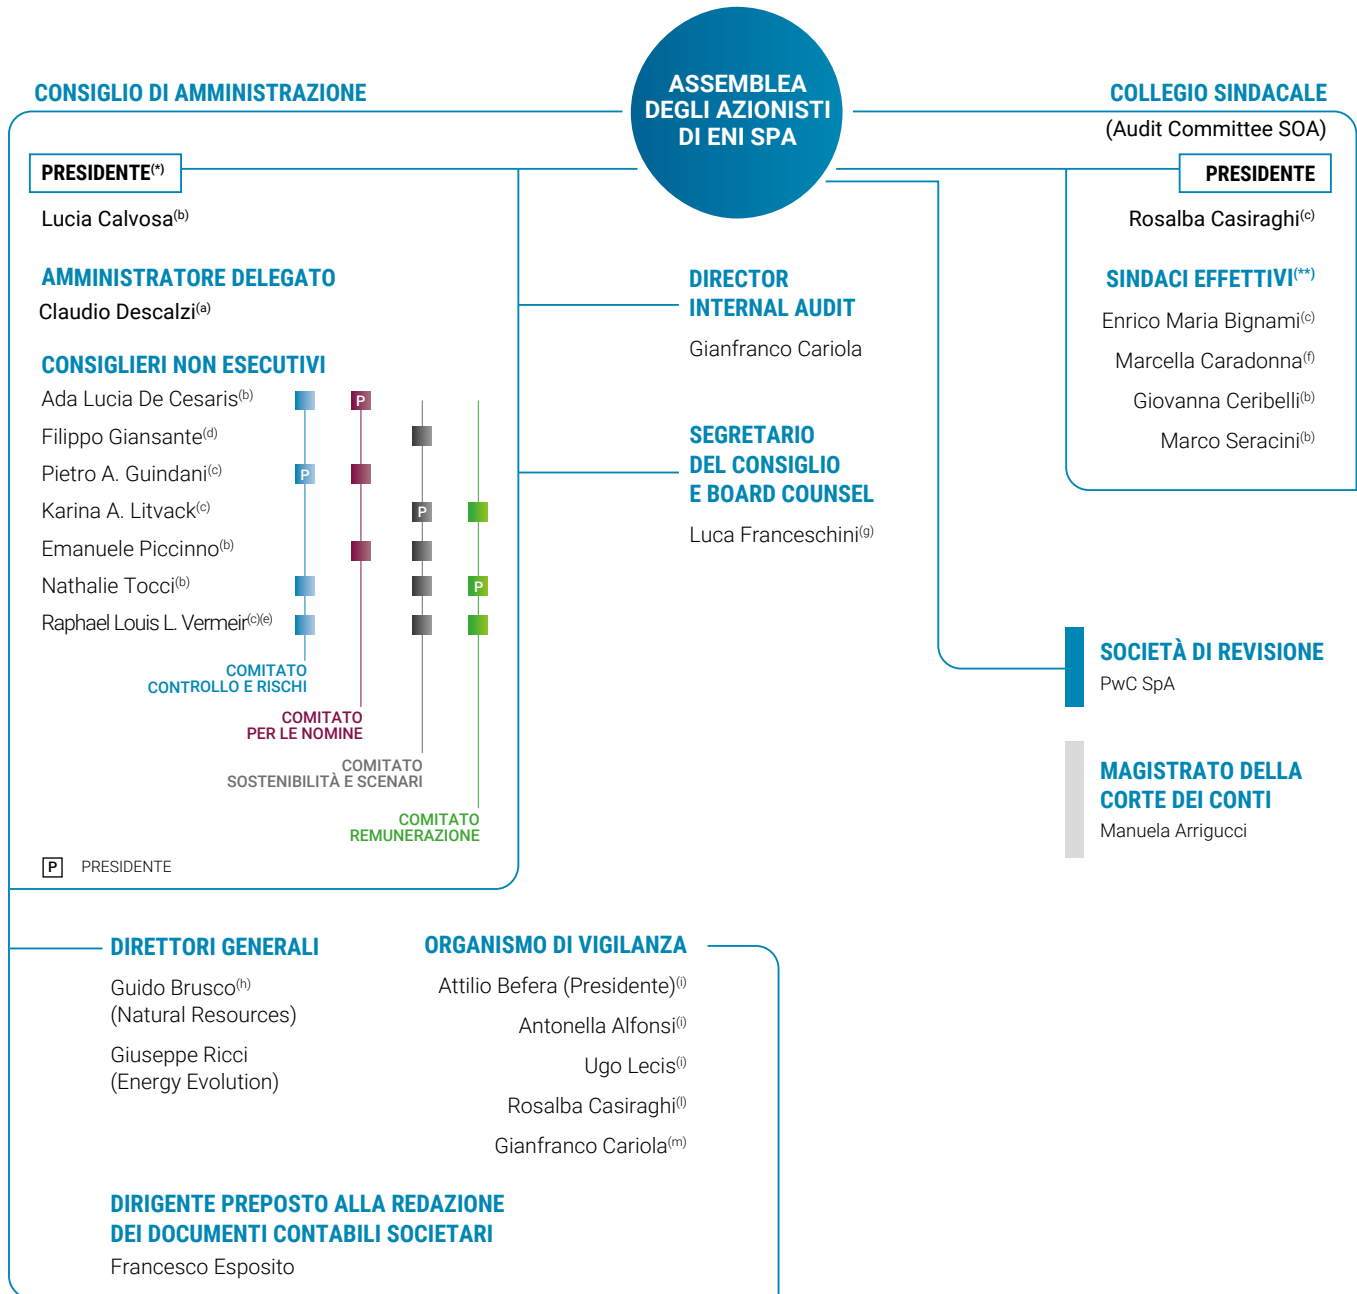 ASSEMBLEA
DEGLI AZIONISTI
DI ENI SPA
CONSIGLIO DI AMMINISTRAZIONE
PRESIDENTE(*)
Lucia Calvosa(b)
AMMINISTRATORE DELEGATO
Claudio Descalzi(a)
CONSIGLIERI NON ESECUTIVI
Ada Lucia De Cesaris(b)
P
Filippo Giansante(d)
Pietro A. Guindani(c)
P
Karina A. Litvack(c)
P
Emanuele Piccinno(b)
Nathalie Tocci(b)
P
Raphael Louis L. Vermeir(c)(e)
COMITATO
CONTROLLO E RISCHI
COMITATO
PER LE NOMINE
COMITATO
SOSTENIBILITÀ E SCENARI
COMITATO
REMUNERAZIONE
P PRESIDENTE
DIRECTOR
INTERNAL AUDIT
Gianfranco Cariola
SEGRETARIO
DEL CONSIGLIO
E BOARD COUNSEL
Luca Franceschini(g)
COLLEGIO SINDACALE
(Audit Committee SOA)
PRESIDENTE
Rosalba Casiraghi(c)
SINDACI EFFETTIVI(**)
Enrico Maria Bignami(c)
Marcella Caradonna(f)
Giovanna Ceribelli(b)
Marco Seracini(b)
SOCIETÀ DI REVISIONE
PwC SpA
MAGISTRATO DELLA
CORTE DEI CONTI
Manuela Arrigucci
DIRETTORI GENERALI
Guido Brusco(h)
(Natural Resources)
Giuseppe Ricci
(Energy Evolution)
ORGANISMO DI VIGILANZA
Attilio Befera (Presidente)(i)
Antonella Alfonsi(i)
Ugo Lecis(i)
Rosalba Casiraghi(l)
Gianfranco Cariola(m)
DIRIGENTE PREPOSTO ALLA REDAZIONE
DEI DOCUMENTI CONTABILI SOCIETARI
Francesco Esposito